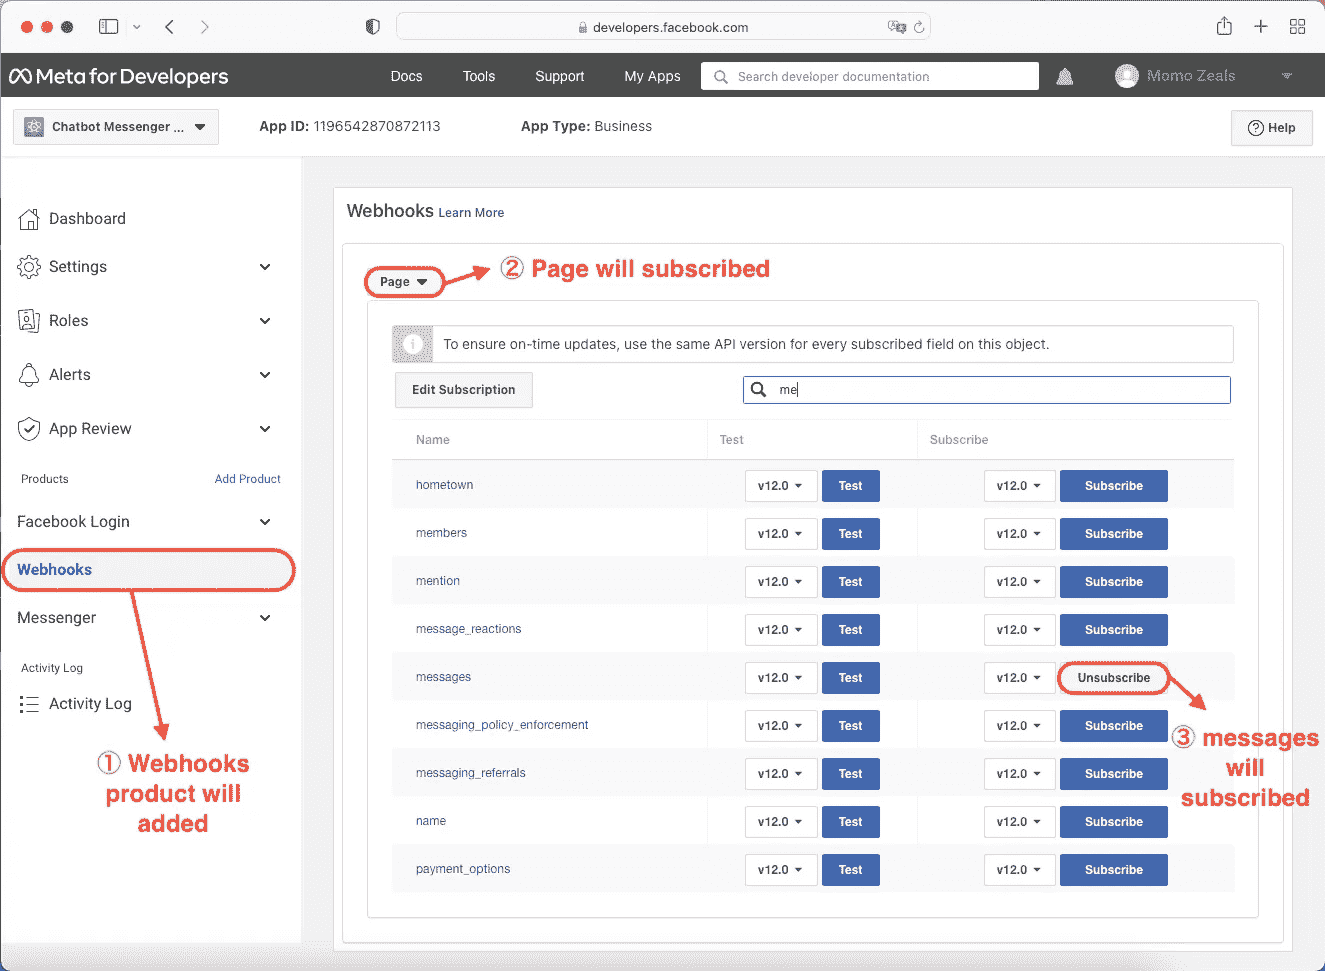 developers.facebook.com
Meta for Developers Docs Tools Support My Apps Search developer documentation Momo Zeals
Chatbot Messenger ... App ID: 1196542870872113 App Type: Business Help
Dashboard
Settings
Roles
Alerts
App Review
Products Add Product
Facebook Login
Webhooks
Messenger
Activity Log
Activity Log
① Webhooks
product will
added
Webhooks Learn More
Page ② Page will subscribed
To ensure on-time updates, use the same API version for every subscribed field on this object.
Edit Subscription me
Name Test Subscribe
hometown v12.0 Test v12.0 Subscribe
members v12.0 Test v12.0 Subscribe
mention v12.0 Test v12.0 Subscribe
message_reactions v12.0 Test v12.0 Subscribe
messages v12.0 Test v12.0 Unsubscribe
messaging_policy_enforcement v12.0 Test v12.0 Subscribe
messaging_referrals v12.0 Test v12.0 Subscribe
name v12.0 Test v12.0 Subscribe
payment_options v12.0 Test v12.0 Subscribe
③ messages
will
subscribed